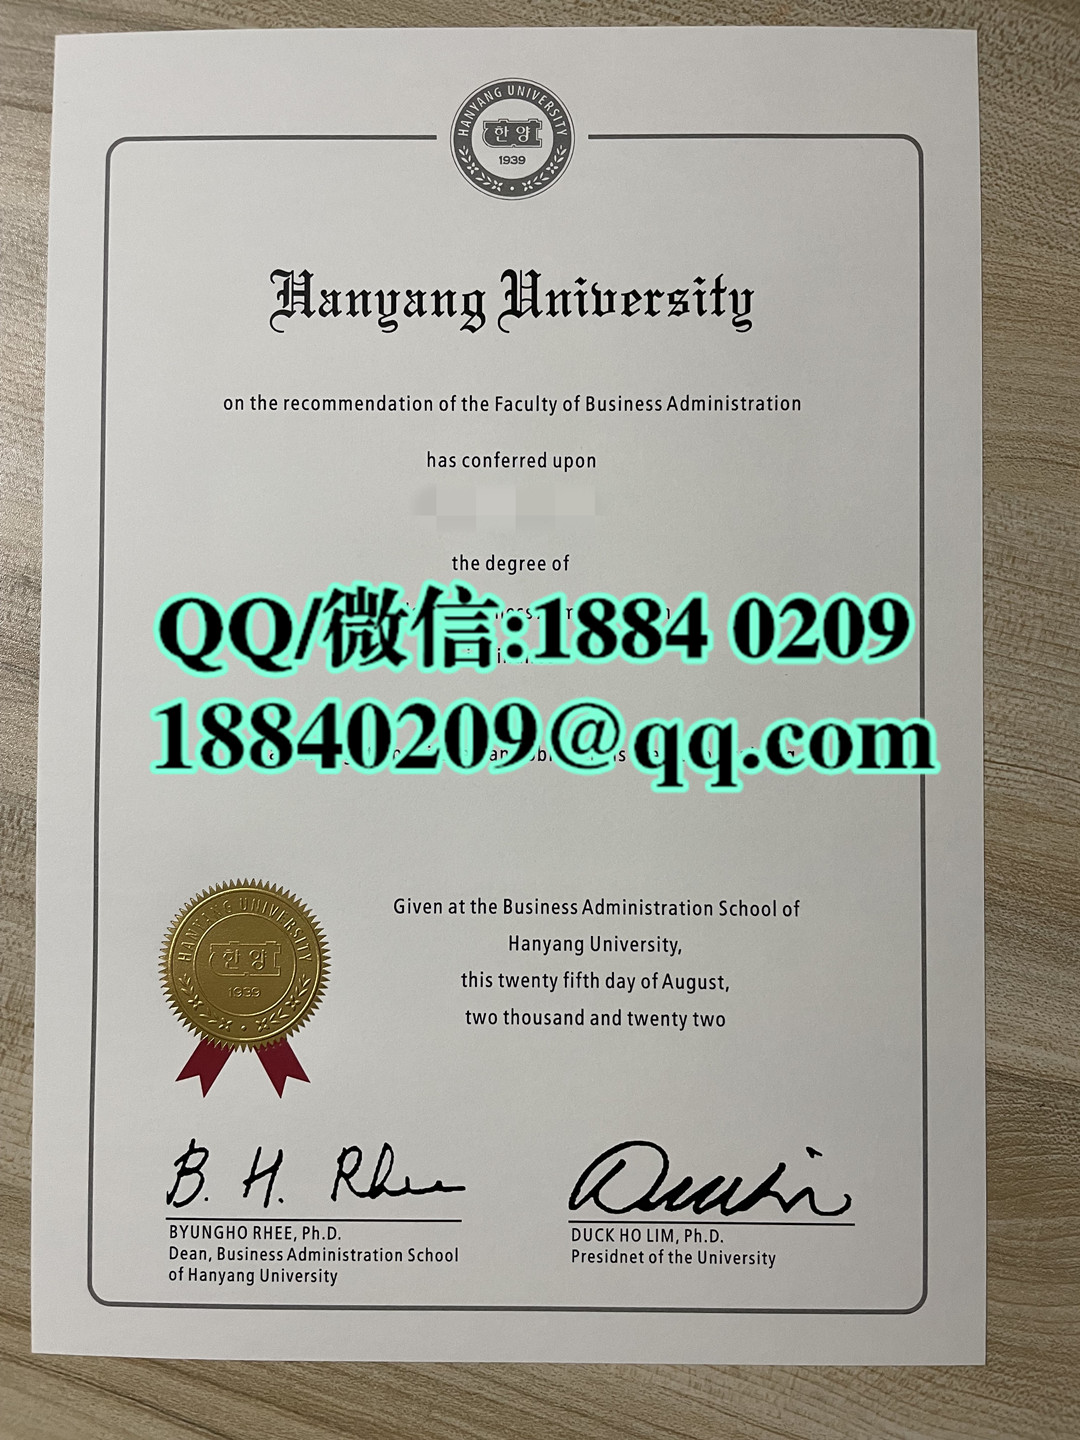 HANYANG UNIVERSITY
한양
1939
Hanyang University
on the recommendation of the Faculty of Business Administration
has conferred upon
the degree of
QQ/微信:1884 0209
18840209@qq.com
HANYANG UNIVERSITY
한양
1939
Given at the Business Administration School of
Hanyang University,
this twenty fifth day of August,
two thousand and twenty two
B. H. Rhee
BYUNGHO RHEE, Ph.D.
Dean, Business Administration School
of Hanyang University
DUCK HO LIM, Ph.D.
Presidnet of the University